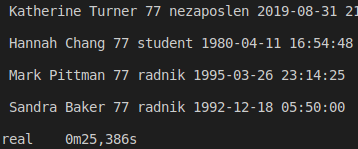 Katherine Turner 77 nezaposlen 2019-08-31 21
Hannah Chang 77 student 1980-04-11 16:54:48
Mark Pittman 77 radnik 1995-03-26 23:14:25
Sandra Baker 77 radnik 1992-12-18 05:50:00
real 0m25,386s